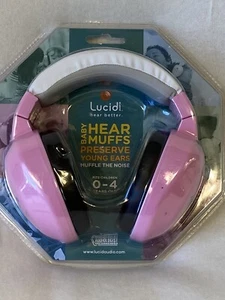 Lucid!
hear better.
BABY
HEAR
MUFFS
PRESERVE
YOUNG EARS
MUFFLE THE NOISE
0-4
www.lucidaudio.com